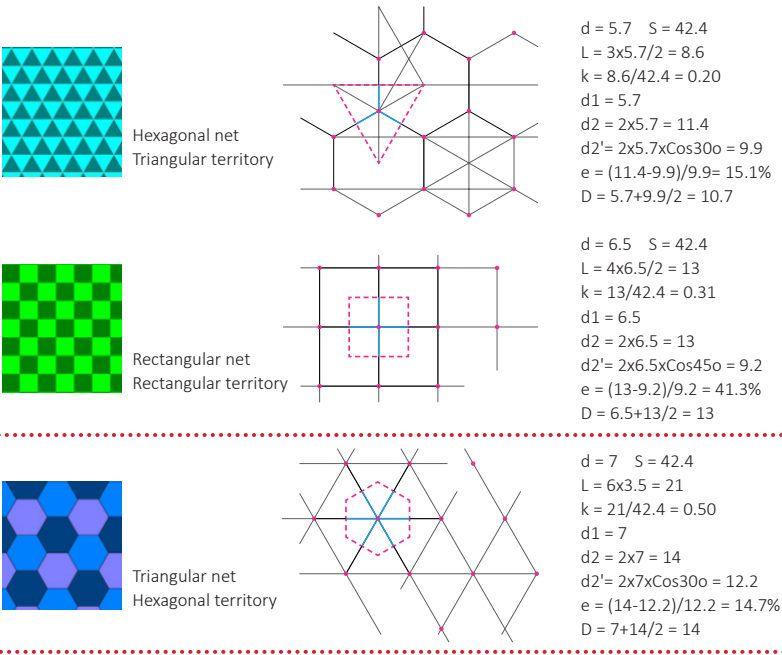 Hexagonal net
Triangular territory
d = 5.7 S = 42.4
L = 3x5.7/2 = 8.6
k = 8.6/42.4 = 0.20
d1 = 5.7
d2 = 2x5.7 = 11.4
d2'= 2x5.7xCos30o = 9.9
e = (11.4-9.9)/9.9= 15.1%
D = 5.7+9.9/2 = 10.7
Rectangular net
Rectangular territory
d = 6.5 S = 42.4
L = 4x6.5/2 = 13
k = 13/42.4 = 0.31
d1 = 6.5
d2 = 2x6.5 = 13
d2'= 2x6.5xCos45o = 9.2
e = (13-9.2)/9.2 = 41.3%
D = 6.5+13/2 = 13
Triangular net
Hexagonal territory
d = 7 S = 42.4
L = 6x3.5 = 21
k = 21/42.4 = 0.50
d1 = 7
d2 = 2x7 = 14
d2'= 2x7xCos30o = 12.2
e = (14-12.2)/12.2 = 14.7%
D = 7+14/2 = 14